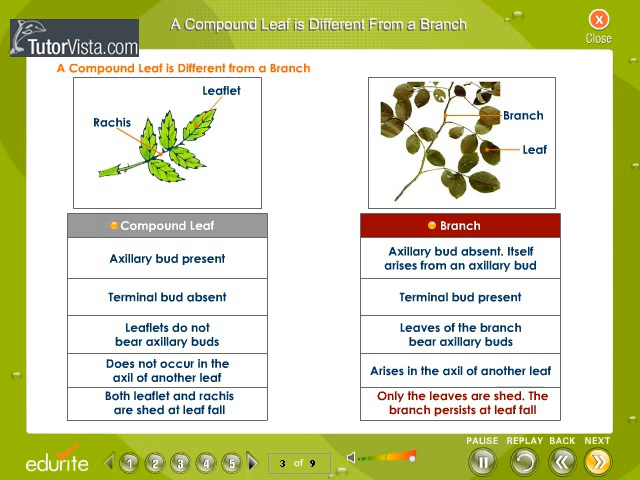 A Compound Leaf is Different From a Branch
X
Close
TutorVista.com
A Compound Leaf is Different from a Branch
Leaflet
Rachis
Branch
Leaf
Compound Leaf
Axillary bud present
Terminal bud absent
Leaflets do not
bear axillary buds
Does not occur in the
axil of another leaf
Both leaflet and rachis
are shed at leaf fall
Branch
Axillary bud absent. Itself
arises from an axillary bud
Terminal bud present
Leaves of the branch
bear axillary buds
Arises in the axil of another leaf
Only the leaves are shed. The
branch persists at leaf fall
edurite
1 2 3 4 5
3 of 9
PAUSE REPLAY BACK NEXT